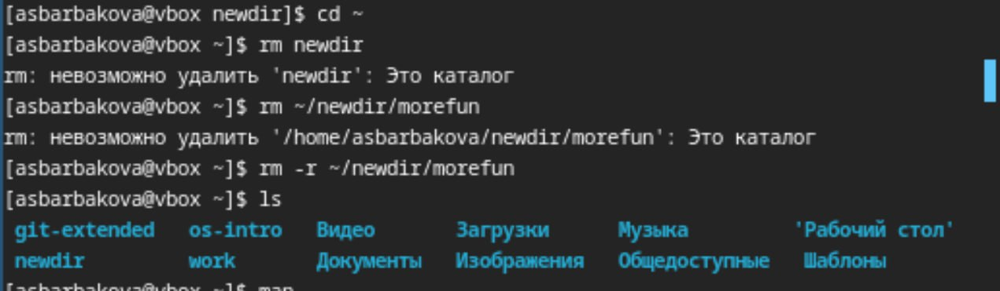 [asbarbakova@vbox newdir]$ cd ~
[asbarbakova@vbox ~]$ rm newdir
rm: невозможно удалить 'newdir': Это каталог
[asbarbakova@vbox ~]$ rm ~/newdir/morefun
rm: невозможно удалить '/home/asbarbakova/newdir/morefun': Это каталог
[asbarbakova@vbox ~]$ rm -r ~/newdir/morefun
[asbarbakova@vbox ~]$ ls
git-extended os-intro Видео Загрузки Музыка 'Рабочий стол'
newdir work Документы Изображения Общедоступные Шаблоны
[asbarbakova@vbox ~]$ man